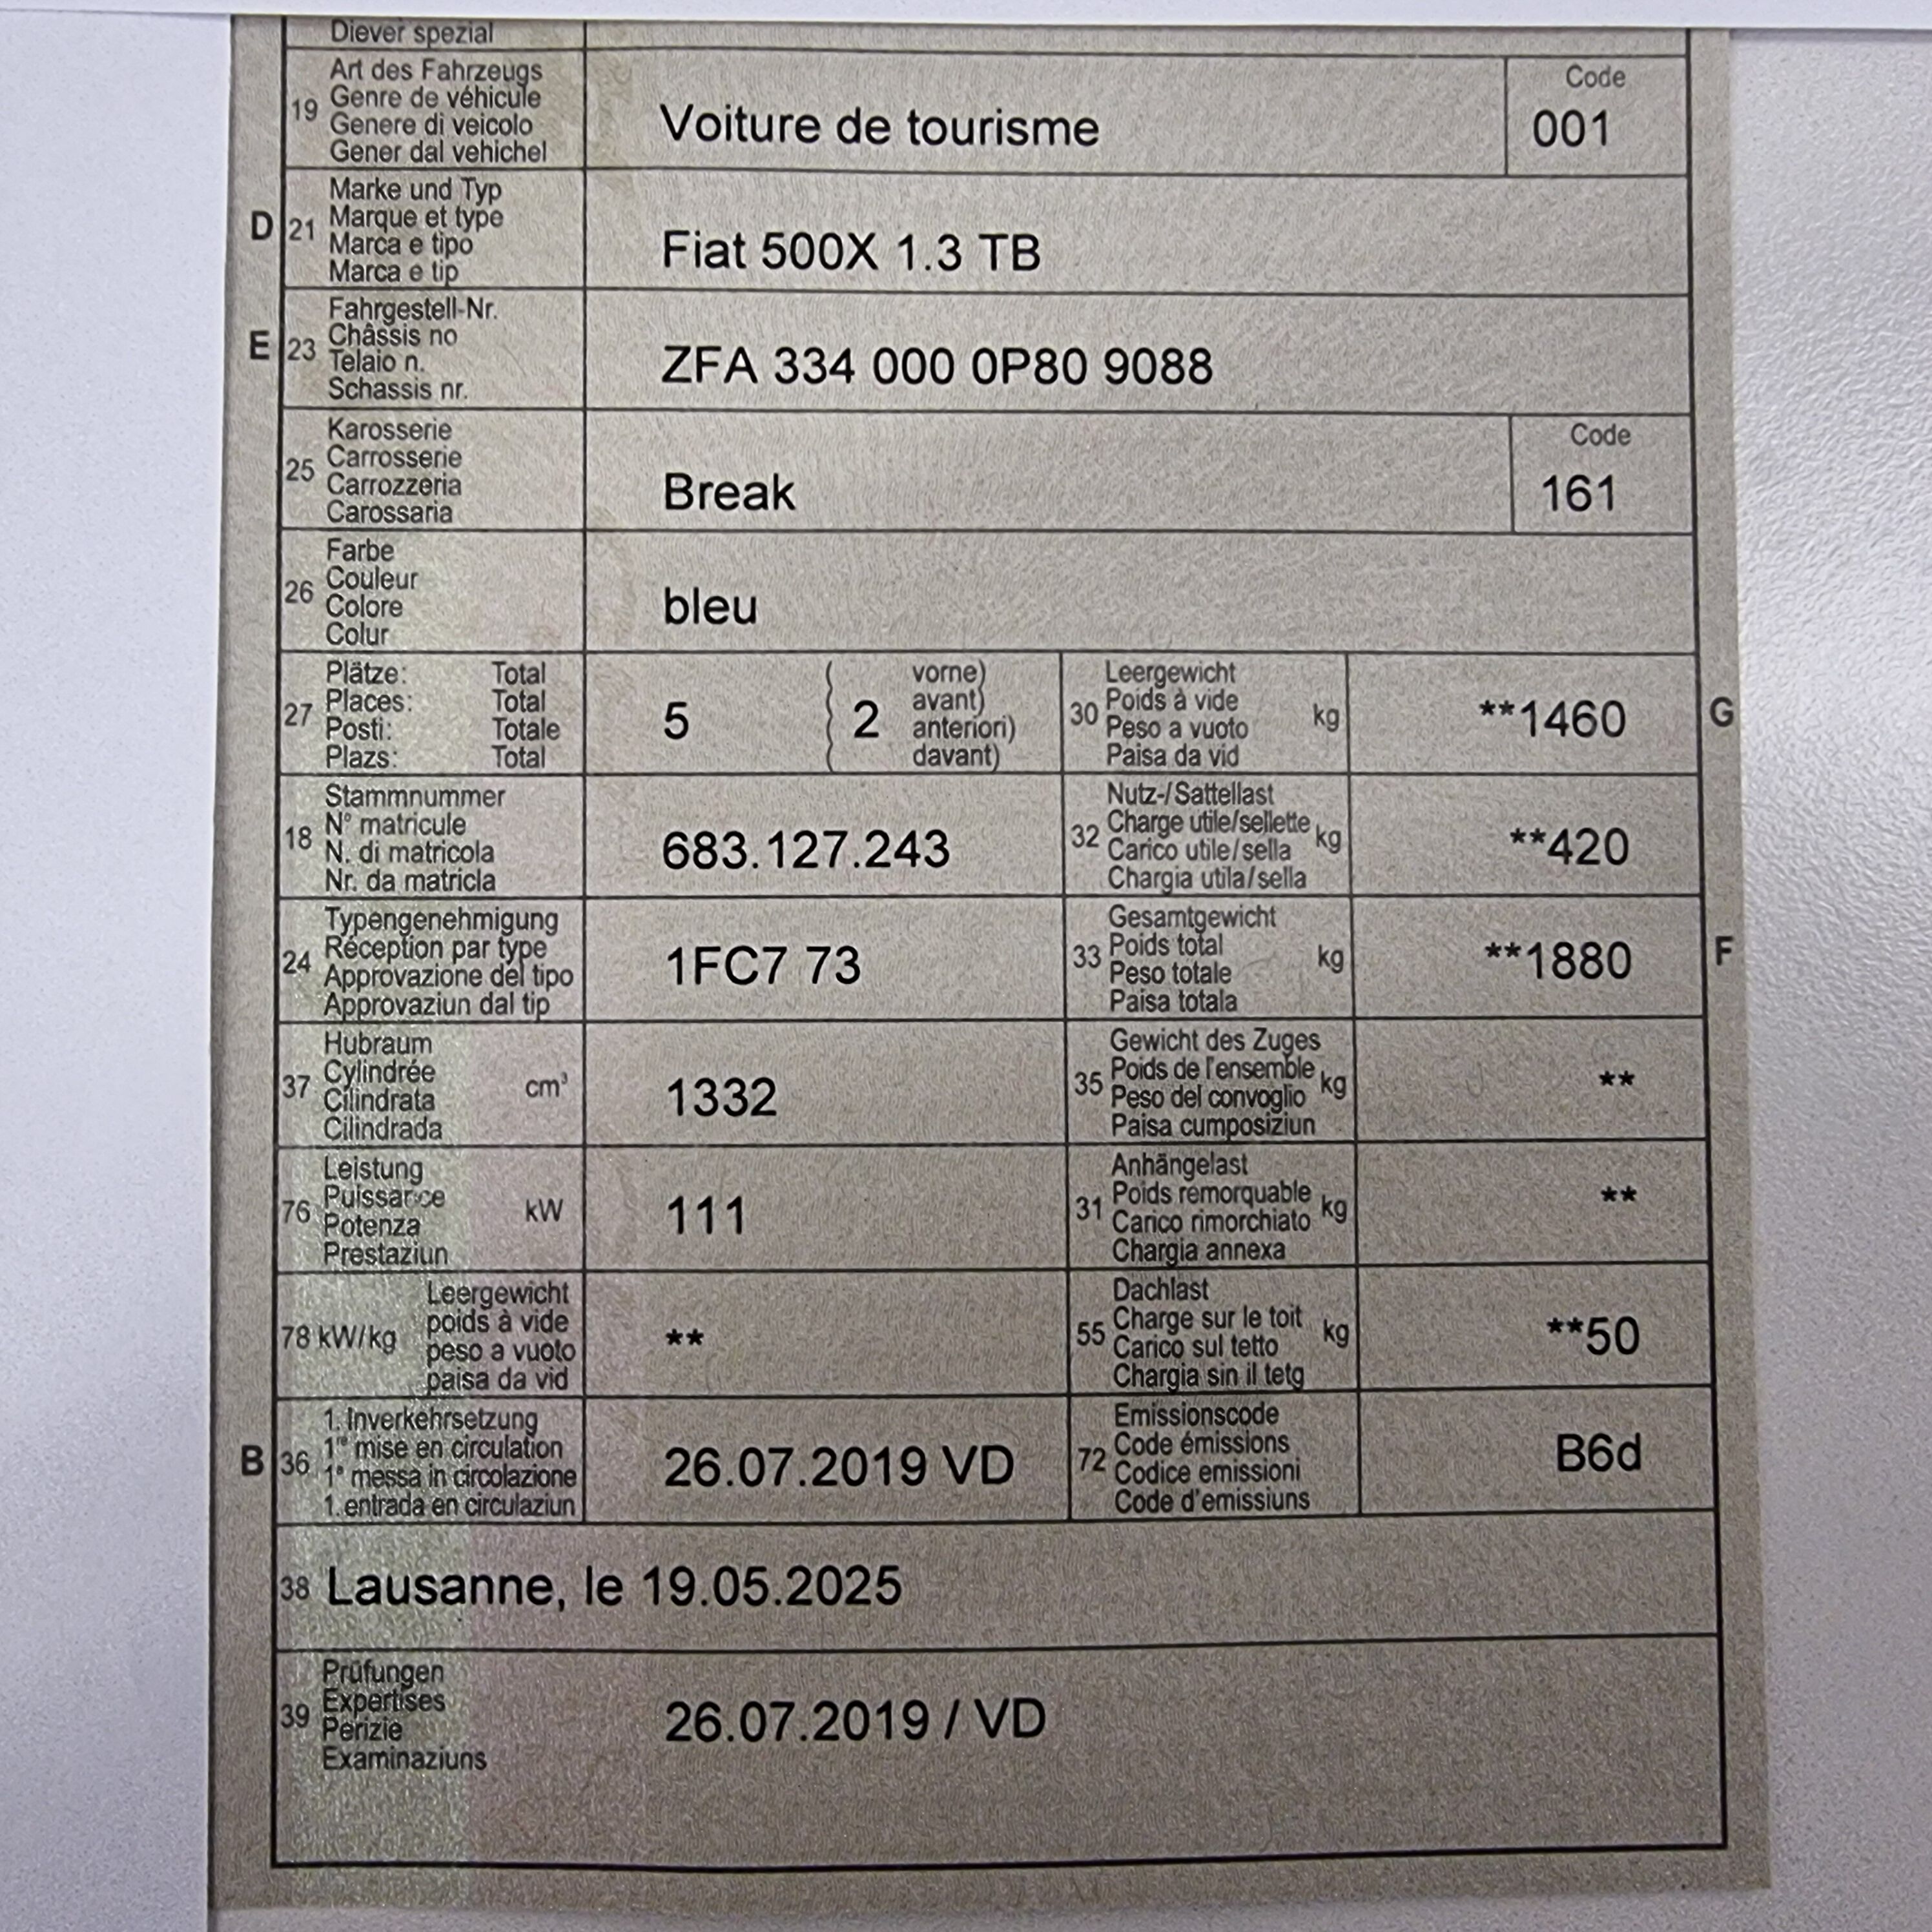 Diever spezial
19 Art des Fahrzeugs
Genre de véhicule
Genere di veicolo
Gener dal vehichel
Voiture de tourisme
Code
001
D 21 Marke und Typ
Marque et type
Marca e tipo
Marca e tip
Fiat 500X 1.3 TB
E 23 Fahrgestell-Nr.
Châssis no
Telaio n.
Schassis nr.
ZFA 334 000 0P80 9088
25 Karosserie
Carrosserie
Carrozzeria
Carossaria
Break
Code
161
26 Farbe
Couleur
Colore
Colur
bleu
27 Plätze: Total
Places: Total
Posti: Totale
Plazs: Total
5 ( 2 vorne)
avant)
anteriori)
davant)
30 Leergewicht
Poids à vide
Peso a vuoto
Paisa da vid
kg
**1460 G
18 Stammnummer
N° matricule
N. di matricola
Nr. da matricla
683.127.243
32 Nutz-/Sattellast
Charge utile/sellette
Carico utile/sella
Chargia utila/sella
kg
**420
24 Typengenehmigung
Réception par type
Approvazione del tipo
Approvaziun dal tip
1FC7 73
33 Gesamtgewicht
Poids total
Peso totale
Paisa totala
kg
**1880 F
37 Hubraum
Cylindrée
Cilindrata
Cilindrada
cm³
1332
35 Gewicht des Zuges
Poids de l'ensemble
Peso del convoglio
Paisa cumposiziun
kg
**
76 Leistung
Puissance
Potenza
Prestaziun
kW
111
31 Anhängelast
Poids remorquable
Carico rimorchiato
Chargia annexa
kg
**
78 kW/kg Leergewicht
poids à vide
peso a vuoto
paisa da vid
**
55 Dachlast
Charge sur le toit
Carico sul tetto
Chargia sin il tetg
kg
**50
B 36 1. Inverkehrsetzung
1re mise en circulation
1a messa in circolazione
1. entrada en circulaziun
26.07.2019 VD
72 Emissionscode
Code émissions
Codice emissioni
Code d'emissiuns
B6d
38 Lausanne, le 19.05.2025
39 Prüfungen
Expertises
Perizie
Examinaziuns
26.07.2019 / VD